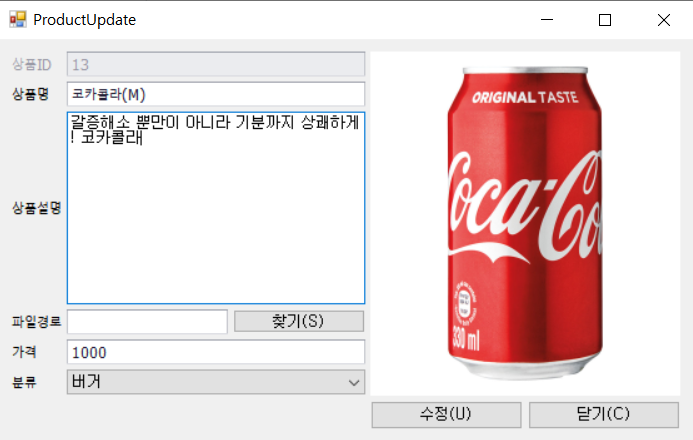 ProductUpdate
상품ID
13
상품명
코카콜라(M)
상품설명
갈증해소 뿐만이 아니라 기분까지 상쾌하게
! 코카콜래
파일경로
찾기(S)
가격
1000
분류
버거
ORIGINAL TASTE
Coca-Co
330 ml
수정(U)
닫기(C)